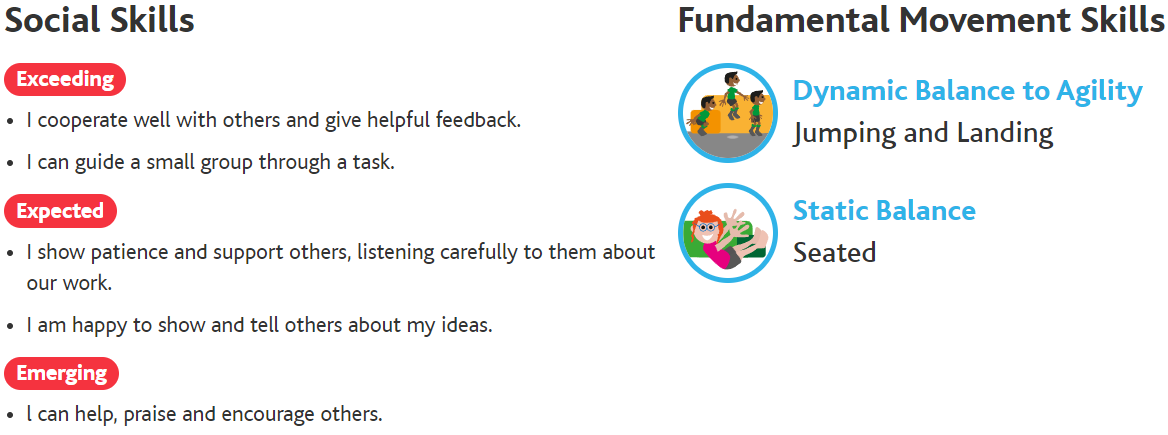 Social Skills
Exceeding
• I cooperate well with others and give helpful feedback.
• I can guide a small group through a task.
Expected
• I show patience and support others, listening carefully to them about
our work.
• I am happy to show and tell others about my ideas.
Emerging
• l can help, praise and encourage others.
Fundamental Movement Skills
Dynamic Balance to Agility
Jumping and Landing
Static Balance
Seated